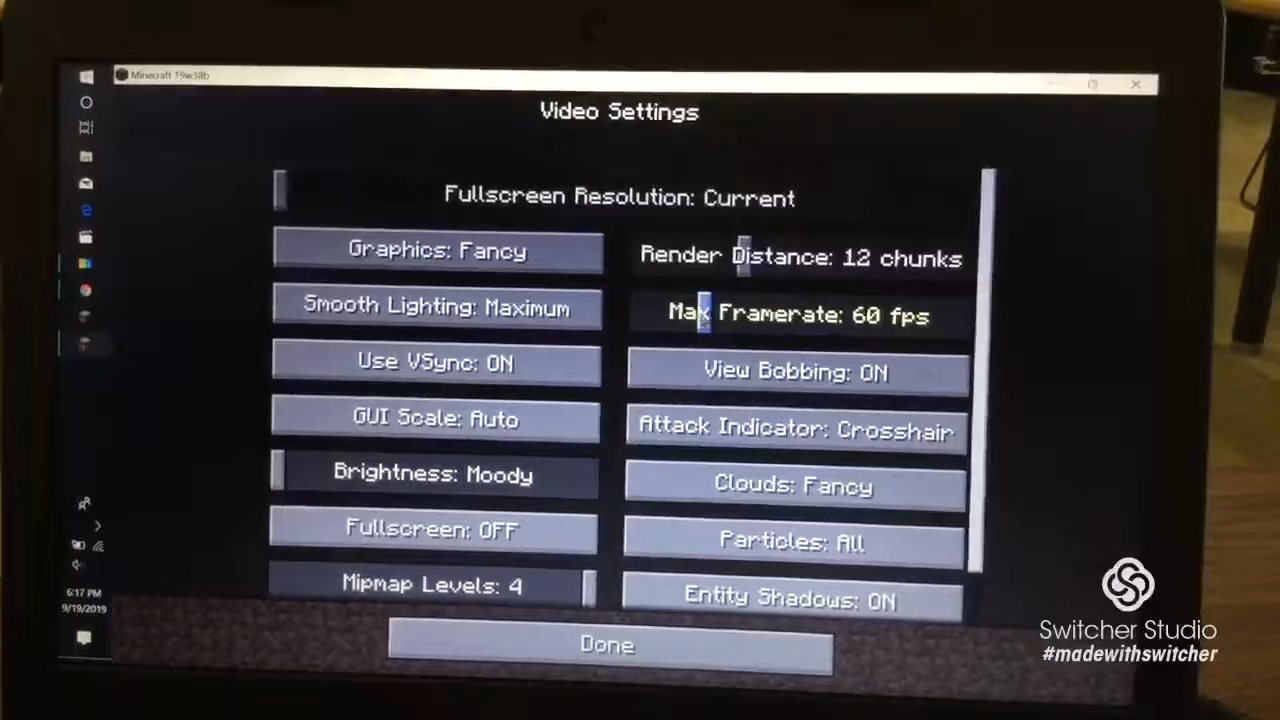 Minecraft 19w38b
Video Settings
Fullscreen Resolution: Current
Graphics: Fancy
Render Distance: 12 chunks
Smooth Lighting: Maximum
Max Framerate: 60 fps
Use VSync: ON
View Bobbing: ON
GUI Scale: Auto
Attack Indicator: Crosshair
Brightness: Moody
Clouds: Fancy
Fullscreen: OFF
Particles: All
Mipmap Levels: 4
Entity Shadows: ON
Done
6:17 PM
9/19/2019
Switcher Studio
#madewithswitcher